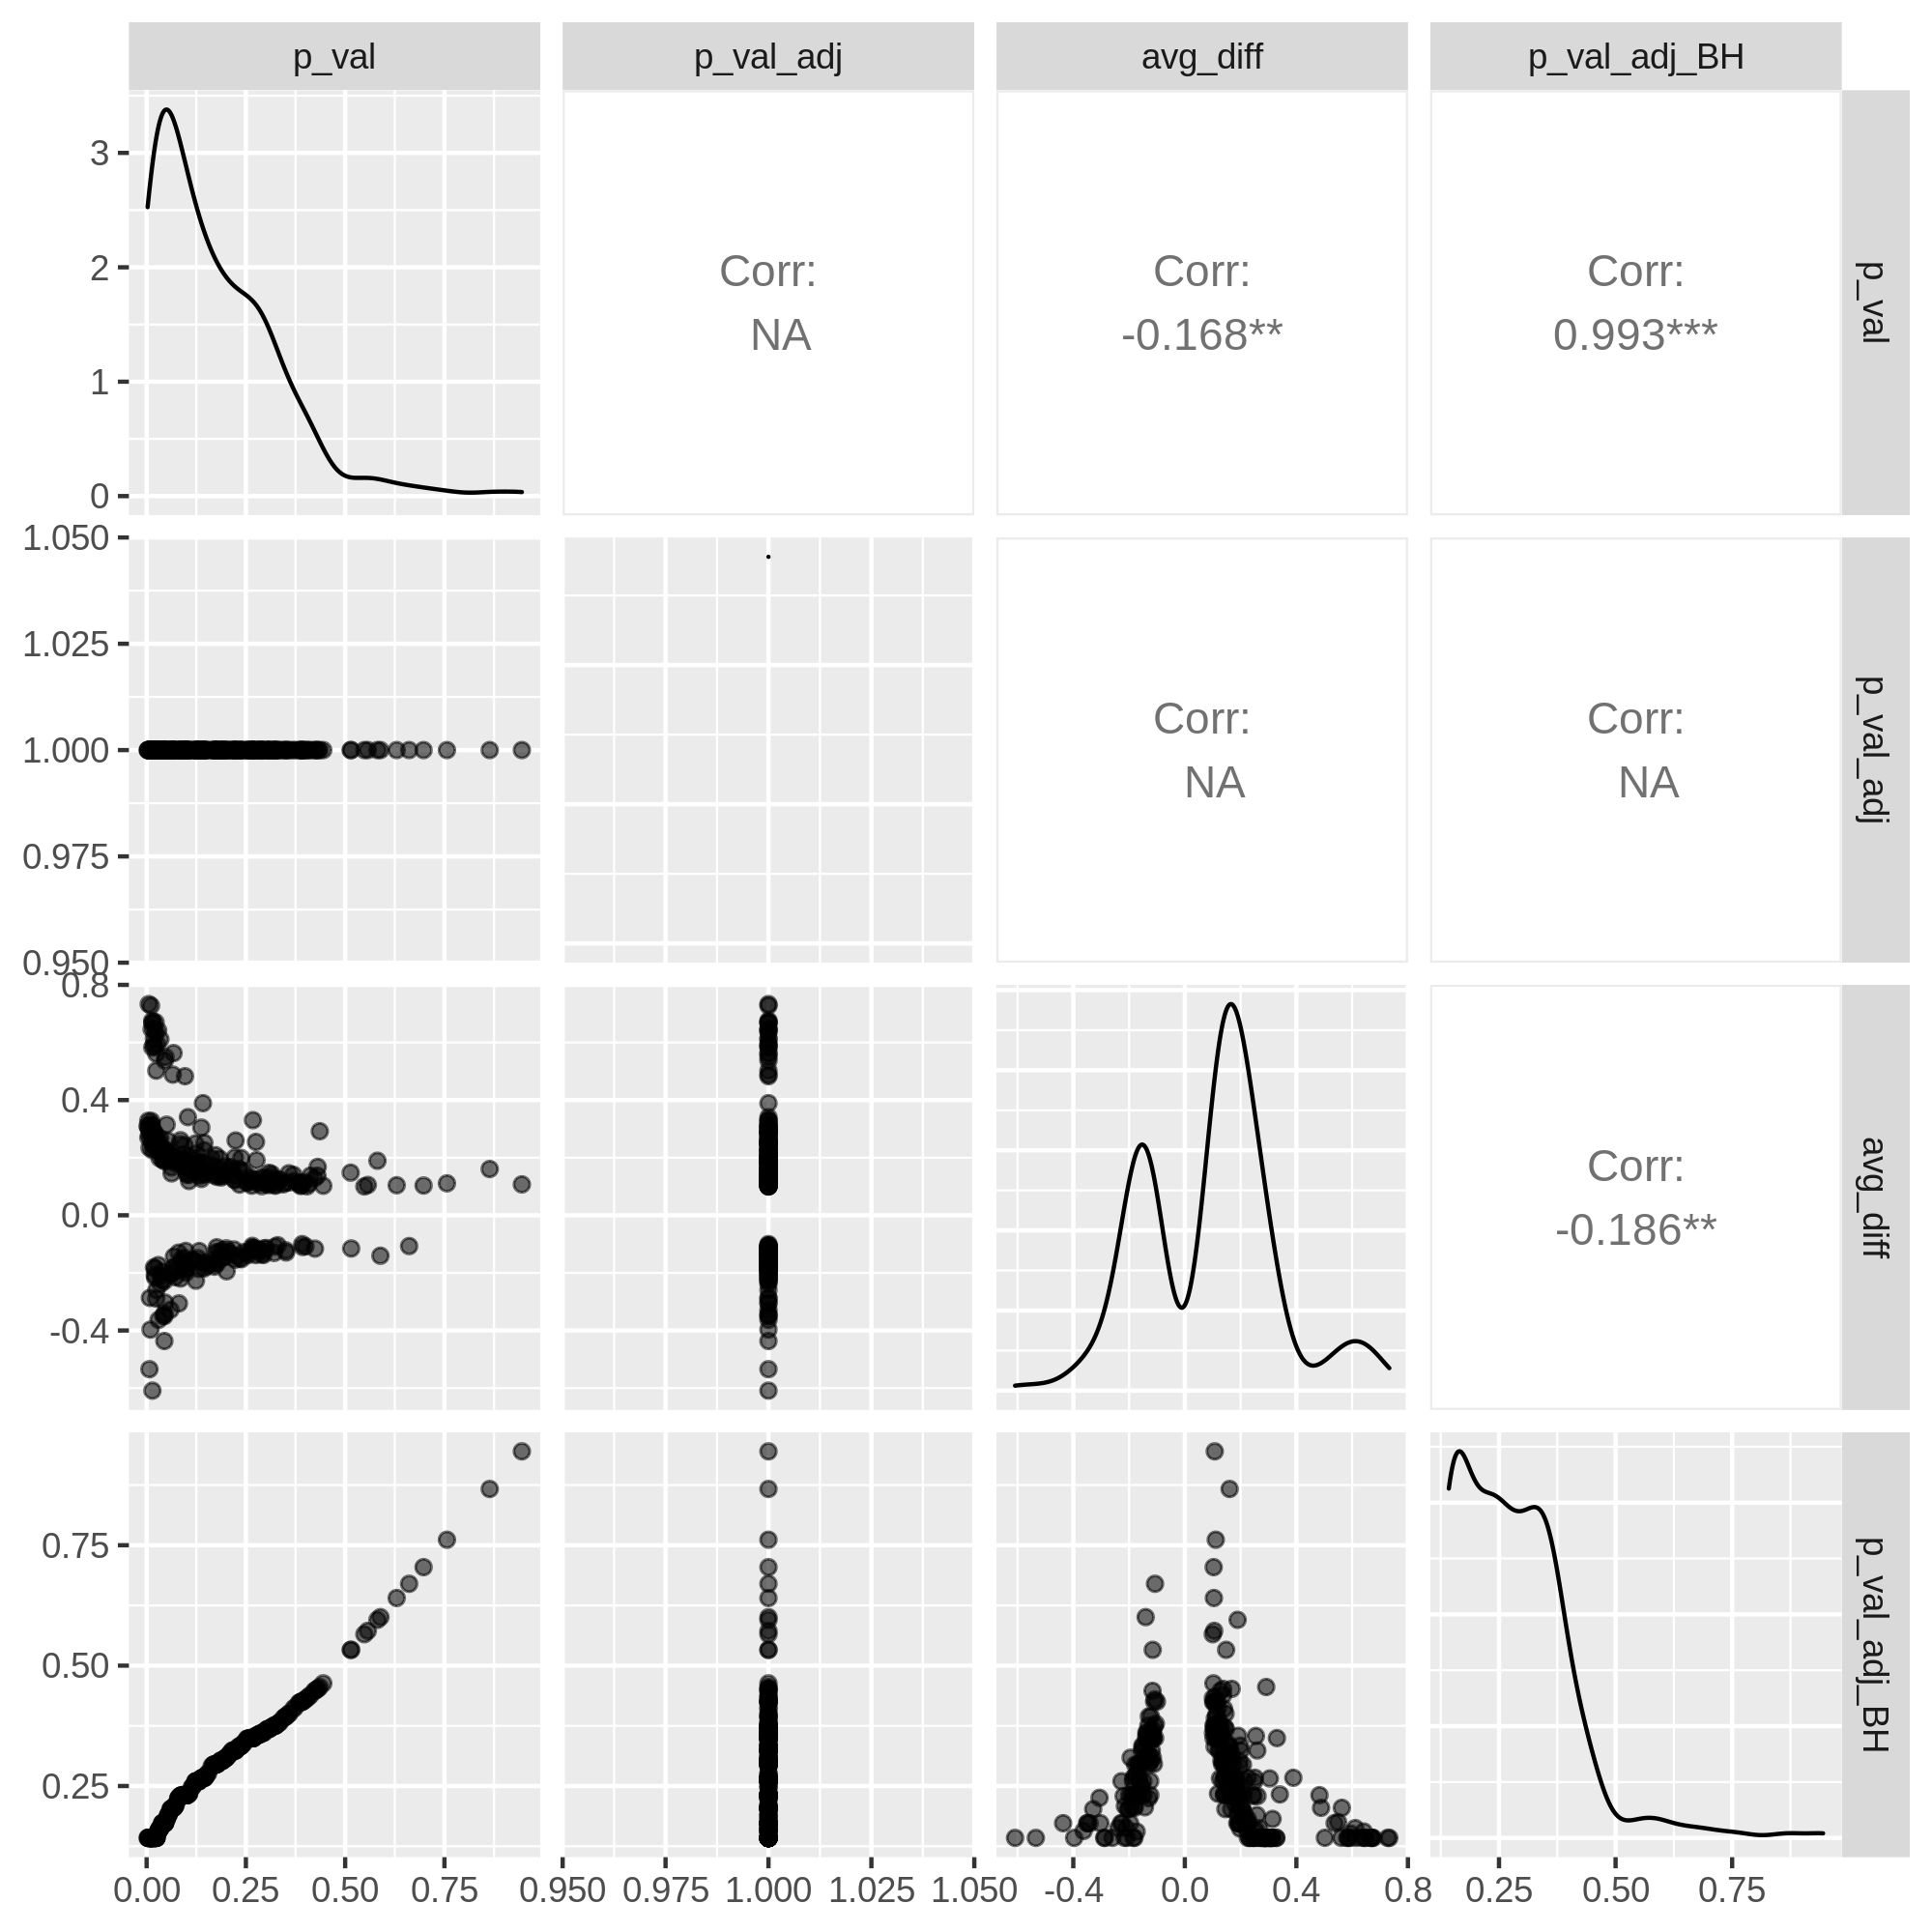 p_val p_val_adj avg_diff p_val_adj_BH
3
2
1
0
Corr:
NA
Corr:
-0.168**
Corr:
0.993***
p_val
1.050
1.025
1.000
0.975
0.950
Corr:
NA
Corr:
NA
p_val_adj
0.8
0.4
0.0
-0.4
Corr:
-0.186**
avg_diff
0.75
0.50
0.25
p_val_adj_BH
0.00 0.25 0.50 0.75 0.950 0.975 1.000 1.025 1.050 -0.4 0.0 0.4 0.8 0.25 0.50 0.75